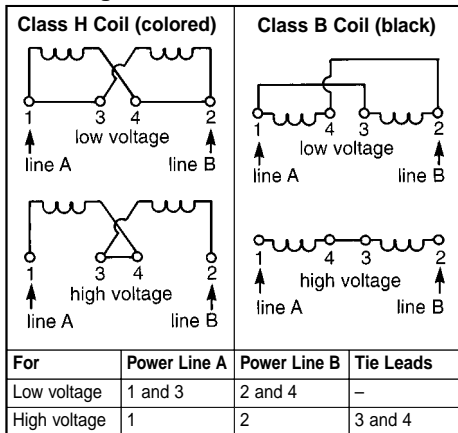 Class H Coil (colored)
1 3 4 2
low voltage
line A line B
1 3 4 2
high voltage
line A line B
Class B Coil (black)
1 4 3 2
low voltage
line A line B
1 4 3 2
high voltage
line A line B
For Power Line A Power Line B Tie Leads
Low voltage 1 and 3 2 and 4 –
High voltage 1 2 3 and 4